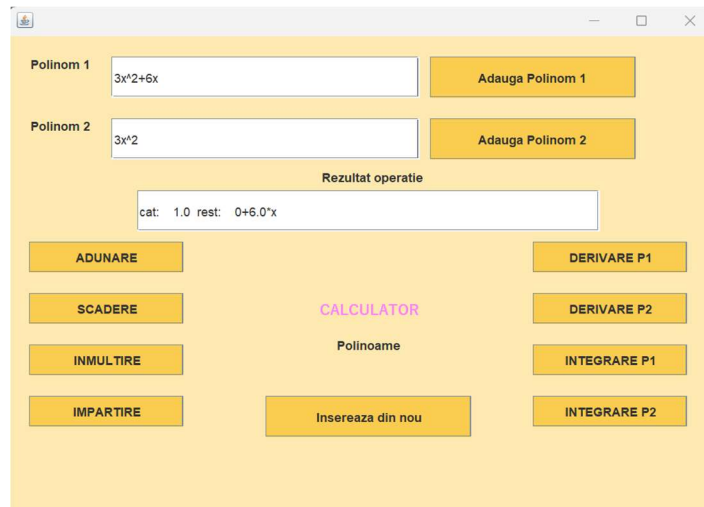 Polinom 1
3x^2+6x
Adauga Polinom 1
Polinom 2
3x^2
Adauga Polinom 2
Rezultat operatie
cat: 1.0 rest: 0+6.0*x
ADUNARE
DERIVARE P1
SCADERE
CALCULATOR
DERIVARE P2
Polinoame
INMULTIRE
INTEGRARE P1
IMPARTIRE
Insereaza din nou
INTEGRARE P2